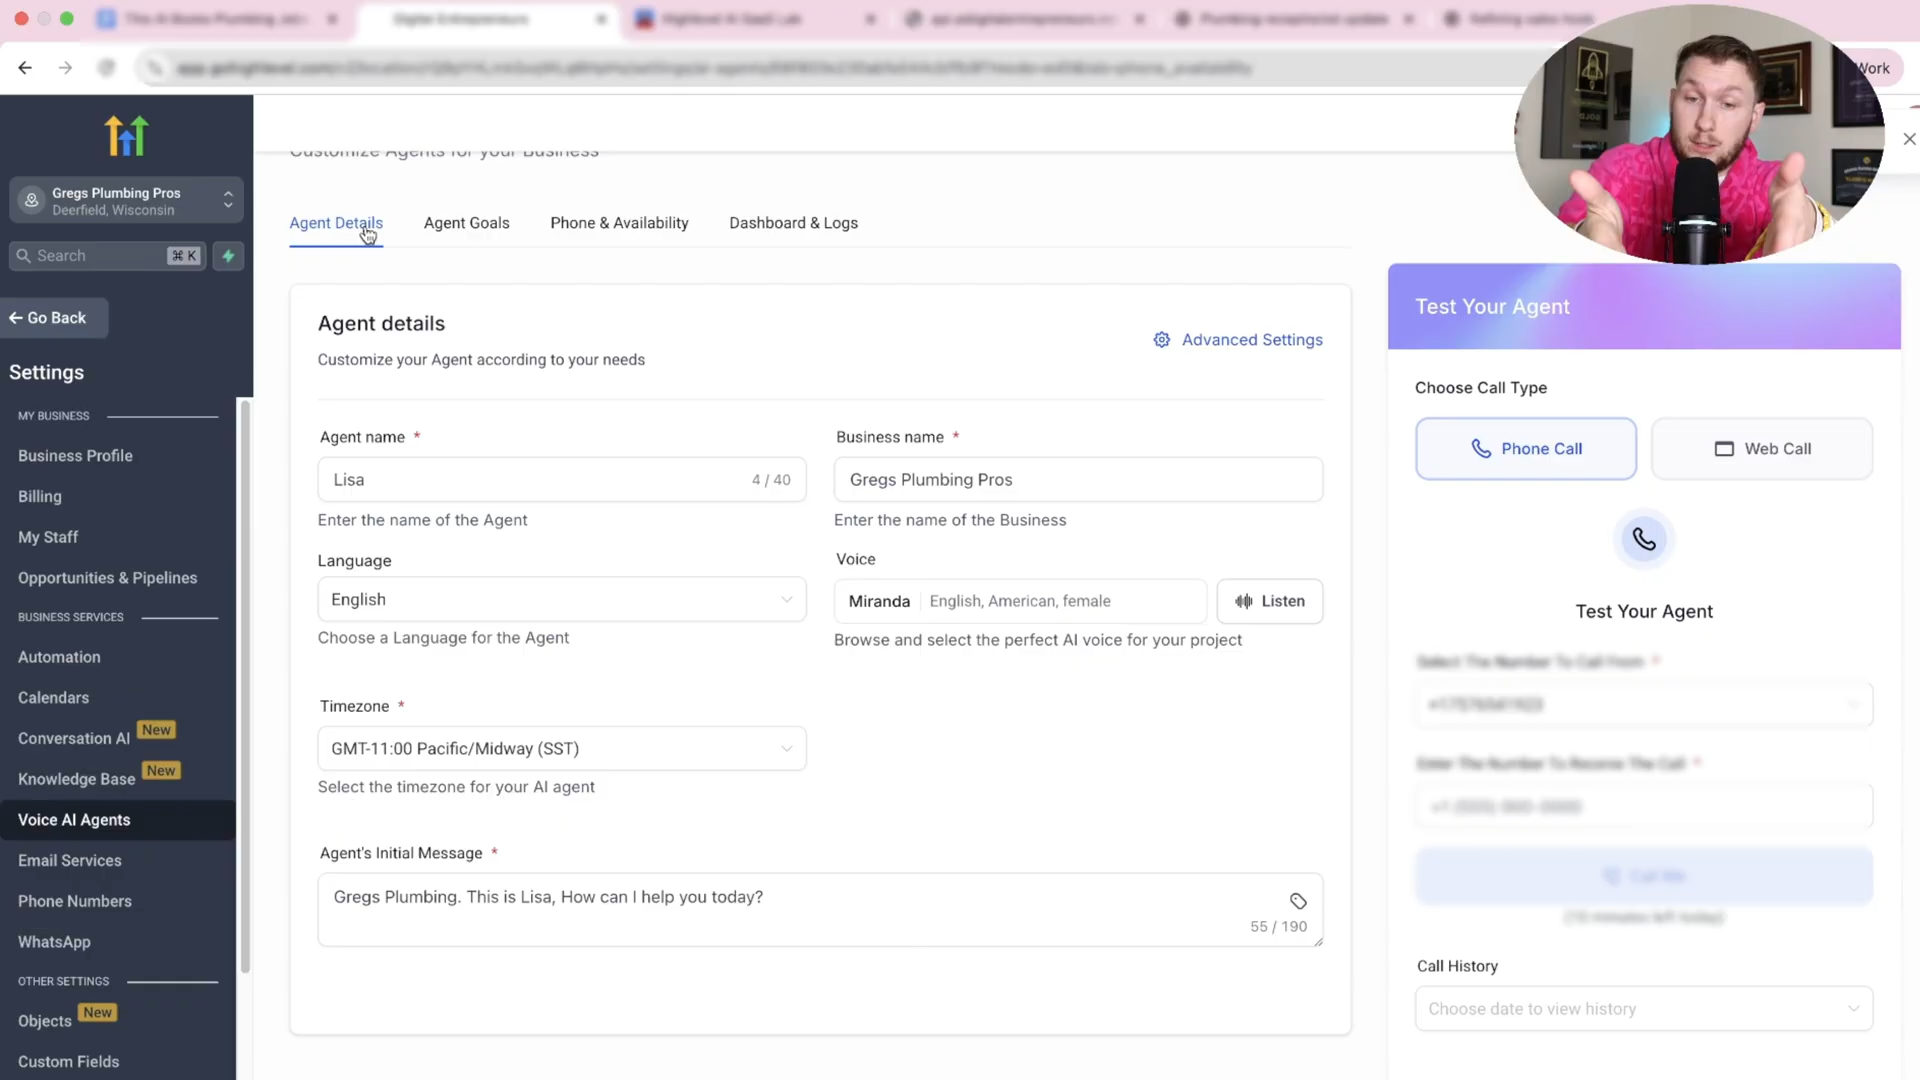 Work
Gregs Plumbing Pros
Deerfield, Wisconsin
Search
⌘ K
Go Back
Settings
MY BUSINESS
Business Profile
Billing
My Staff
Opportunities & Pipelines
BUSINESS SERVICES
Automation
Calendars
Conversation AI New
Knowledge Base New
Voice AI Agents
Email Services
Phone Numbers
WhatsApp
OTHER SETTINGS
Objects New
Custom Fields
Customize Agents for your Business
Agent Details
Agent Goals
Phone & Availability
Dashboard & Logs
Agent details
Customize your Agent according to your needs
Advanced Settings
Agent name *
Lisa
4 / 40
Enter the name of the Agent
Business name *
Gregs Plumbing Pros
Enter the name of the Business
Language
English
Choose a Language for the Agent
Voice
Miranda English, American, female
Listen
Browse and select the perfect AI voice for your project
Timezone *
GMT-11:00 Pacific/Midway (SST)
Select the timezone for your AI agent
Agent's Initial Message *
Gregs Plumbing. This is Lisa, How can I help you today?
55 / 190
Test Your Agent
Choose Call Type
Phone Call
Web Call
Test Your Agent
Select The Number To Call From *
Enter The Number To Receive The Call *
Call Me
Call History
Choose date to view history